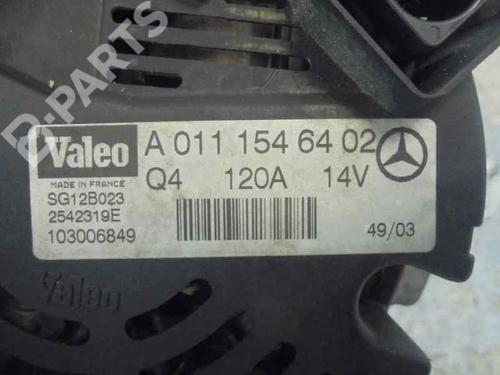 B-PARTS
Valeo A 011 154 64 02
MADE IN FRANCE Q4 120A 14V
SG12B023
2542319E
103006849 49/03
Valeo